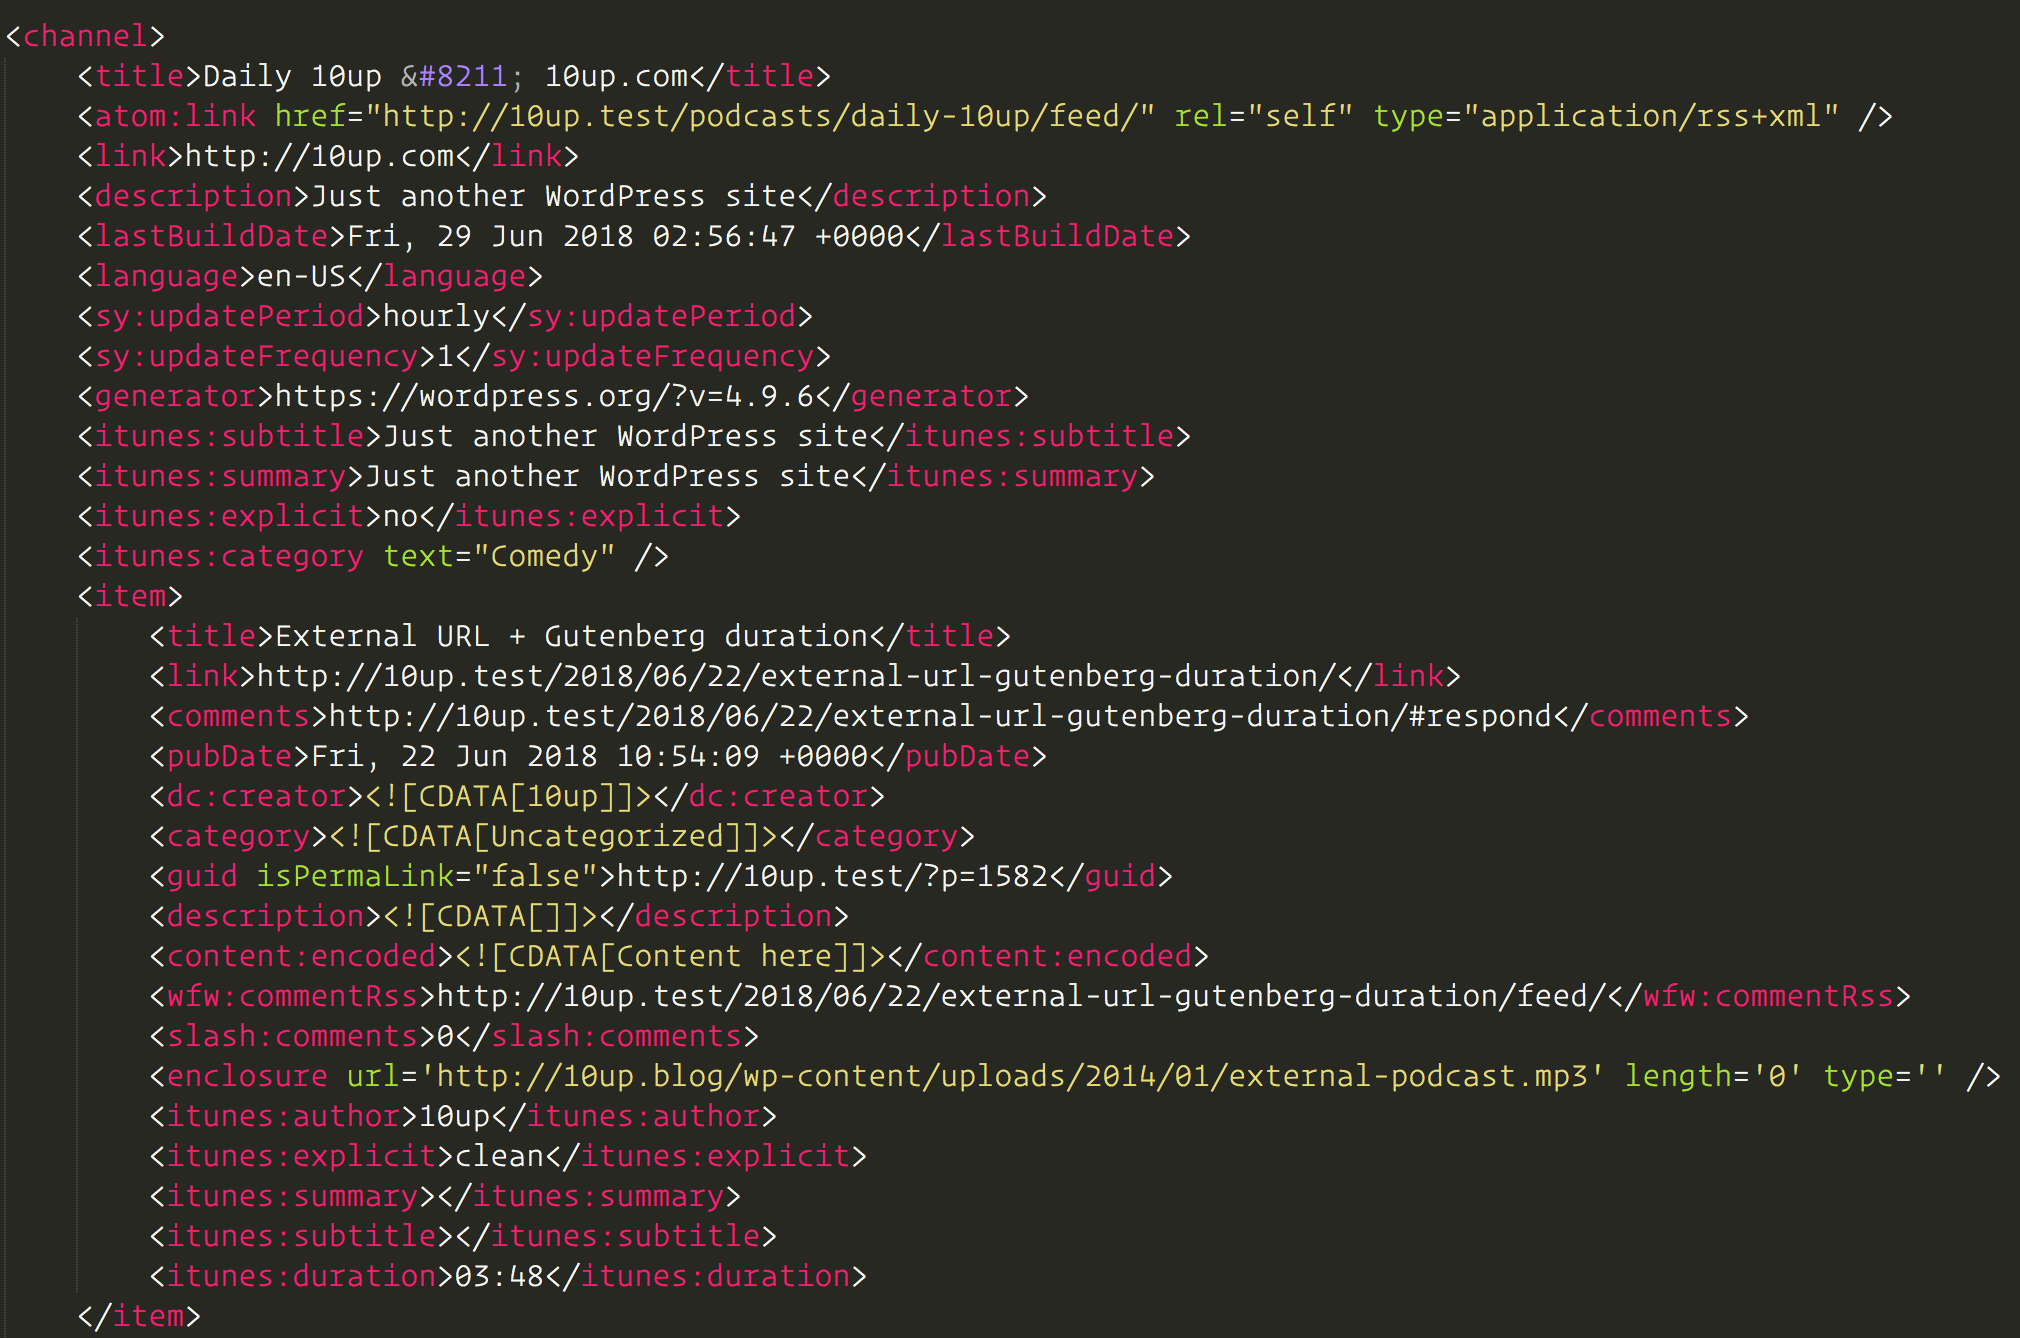 <channel>
<title>Daily 10up &#8211; 10up.com</title>
<atom:link href="http://10up.test/podcasts/daily-10up/feed/" rel="self" type="application/rss+xml" />
<link>http://10up.com</link>
<description>Just another WordPress site</description>
<lastBuildDate>Fri, 29 Jun 2018 02:56:47 +0000</lastBuildDate>
<language>en-US</language>
<sy:updatePeriod>hourly</sy:updatePeriod>
<sy:updateFrequency>1</sy:updateFrequency>
<generator>https://wordpress.org/?v=4.9.6</generator>
<itunes:subtitle>Just another WordPress site</itunes:subtitle>
<itunes:summary>Just another WordPress site</itunes:summary>
<itunes:explicit>no</itunes:explicit>
<itunes:category text="Comedy" />
<item>
<title>External URL + Gutenberg duration</title>
<link>http://10up.test/2018/06/22/external-url-gutenberg-duration/</link>
<comments>http://10up.test/2018/06/22/external-url-gutenberg-duration/#respond</comments>
<pubDate>Fri, 22 Jun 2018 10:54:09 +0000</pubDate>
<dc:creator><![CDATA[10up]]></dc:creator>
<category><![CDATA[Uncategorized]]></category>
<guid isPermaLink="false">http://10up.test/?p=1582</guid>
<description><![CDATA[]]></description>
<content:encoded><![CDATA[Content here]]></content:encoded>
<wfw:commentRss>http://10up.test/2018/06/22/external-url-gutenberg-duration/feed/</wfw:commentRss>
<slash:comments>0</slash:comments>
<enclosure url='http://10up.blog/wp-content/uploads/2014/01/external-podcast.mp3' length='0' type='' />
<itunes:author>10up</itunes:author>
<itunes:explicit>clean</itunes:explicit>
<itunes:summary></itunes:summary>
<itunes:subtitle></itunes:subtitle>
<itunes:duration>03:48</itunes:duration>
</item>